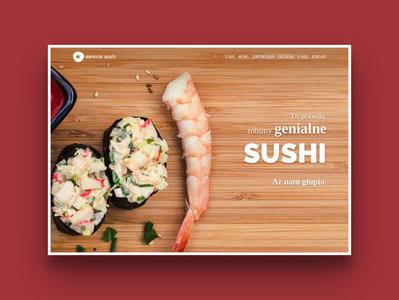 samurai sushi
START MENU ZAMÓWIENIA CATERING O NAS KONTAKT
To prawda,
robimy genialne
SUSHI
Aż nam głupio.